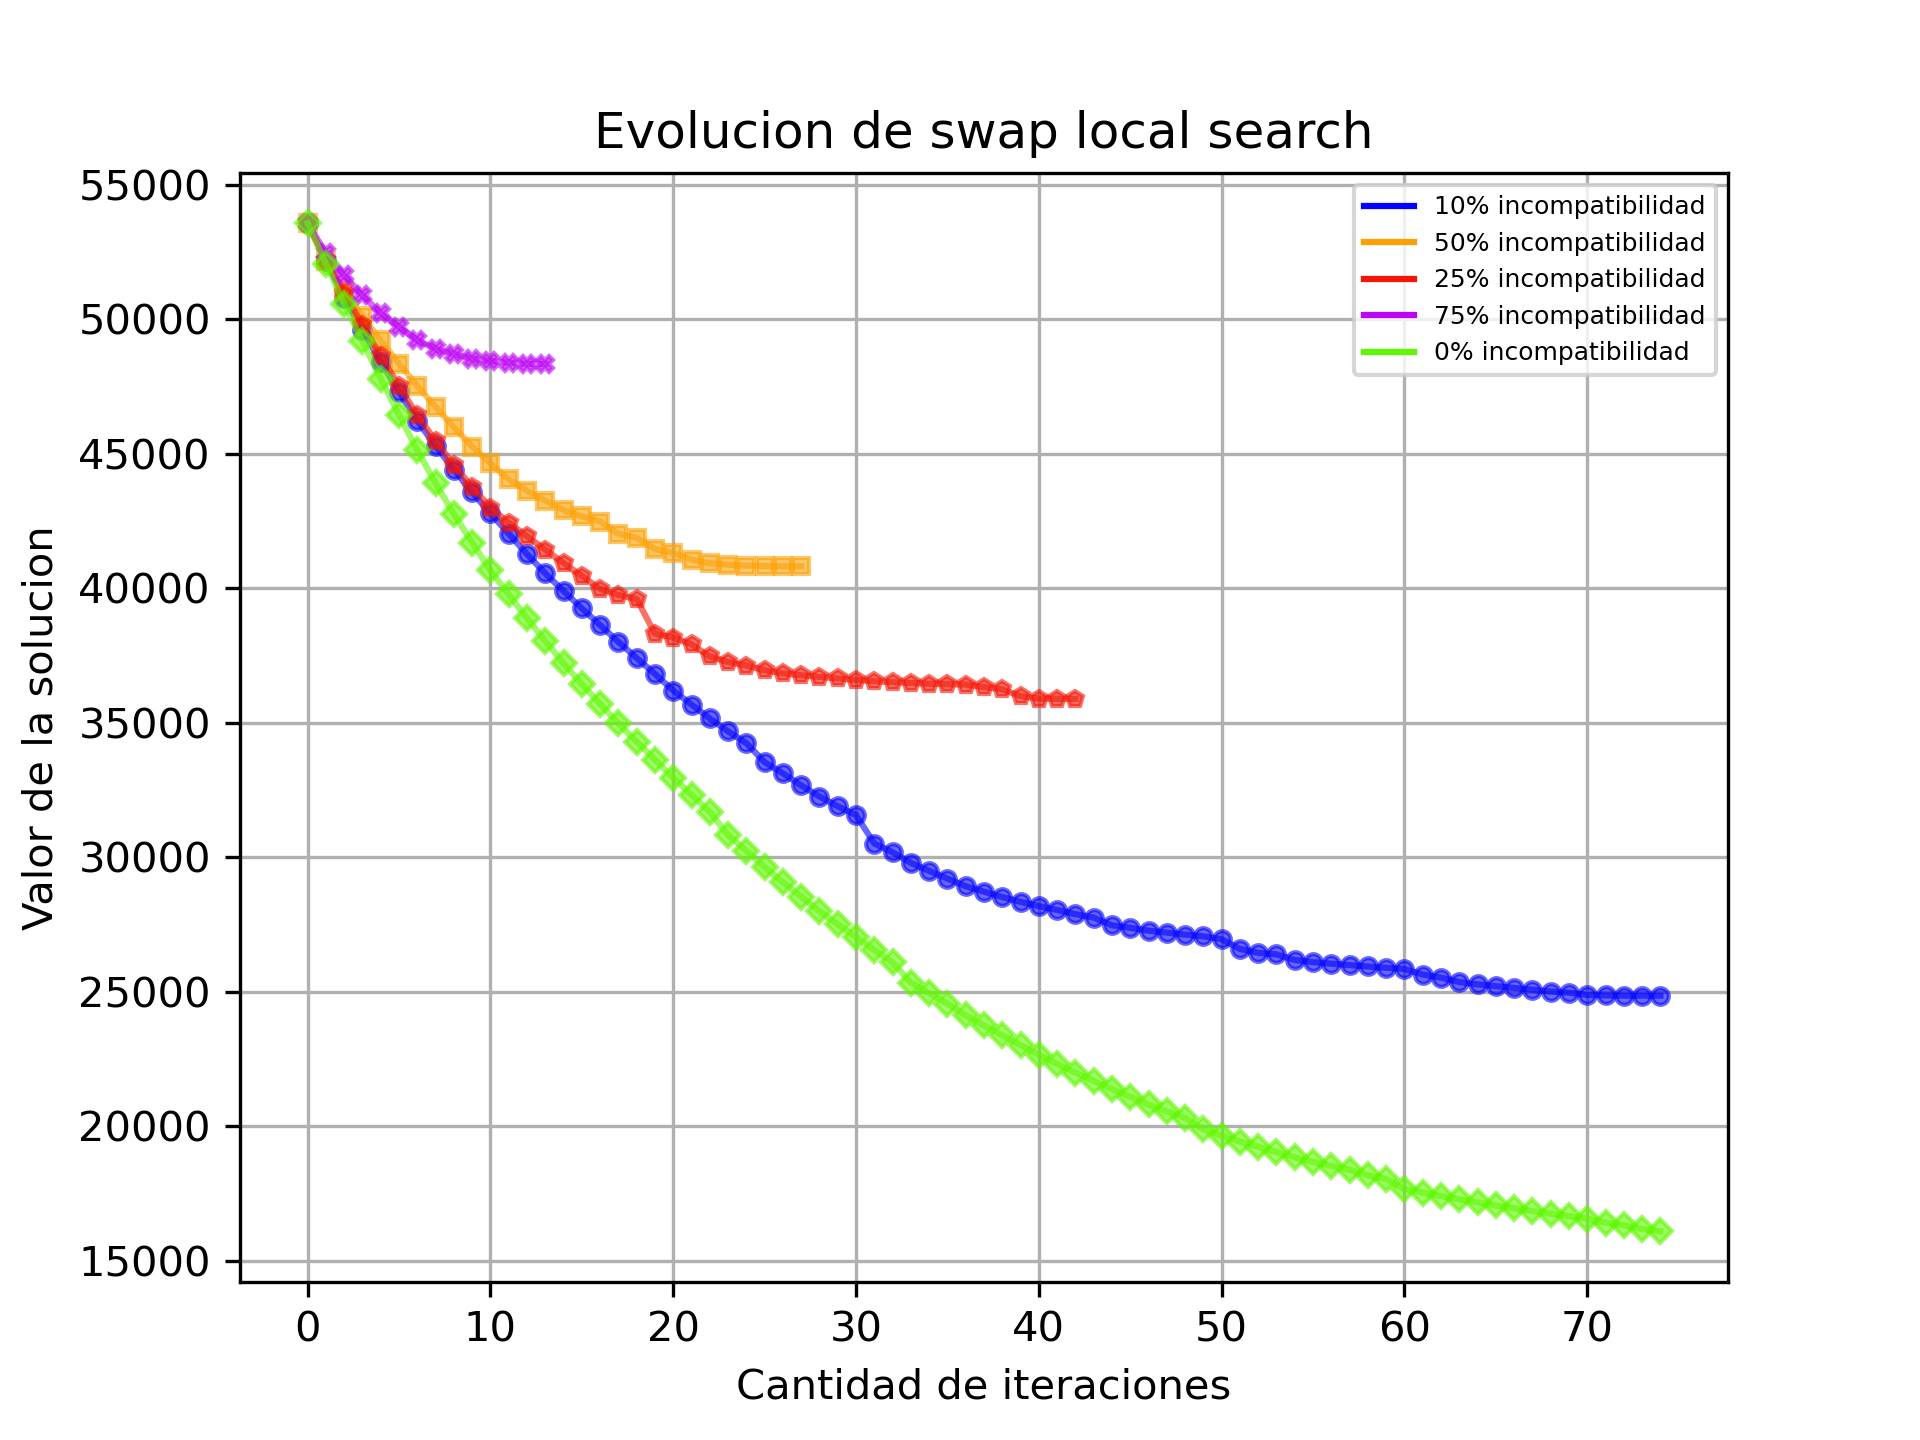 Evolucion de swap local search
55000
50000
45000
40000
35000
30000
25000
20000
15000
Valor de la solucion
10% incompatibilidad
50% incompatibilidad
25% incompatibilidad
75% incompatibilidad
0% incompatibilidad
0 10 20 30 40 50 60 70
Cantidad de iteraciones